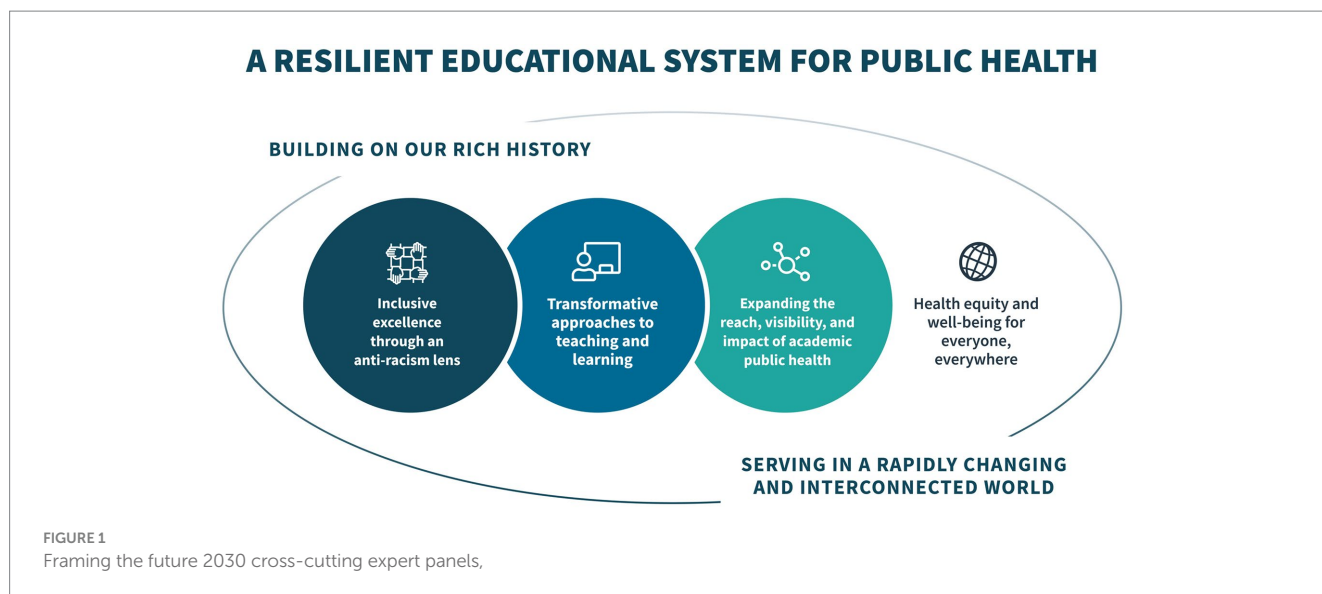 A RESILIENT EDUCATIONAL SYSTEM FOR PUBLIC HEALTH
BUILDING ON OUR RICH HISTORY
Inclusive
excellence
through an
anti-racism lens
Transformative
approaches to
teaching and
learning
Expanding the
reach, visibility, and
impact of academic
public health
Health equity and
well-being for
everyone,
everywhere
SERVING IN A RAPIDLY CHANGING
AND INTERCONNECTED WORLD
FIGURE 1
Framing the future 2030 cross-cutting expert panels,